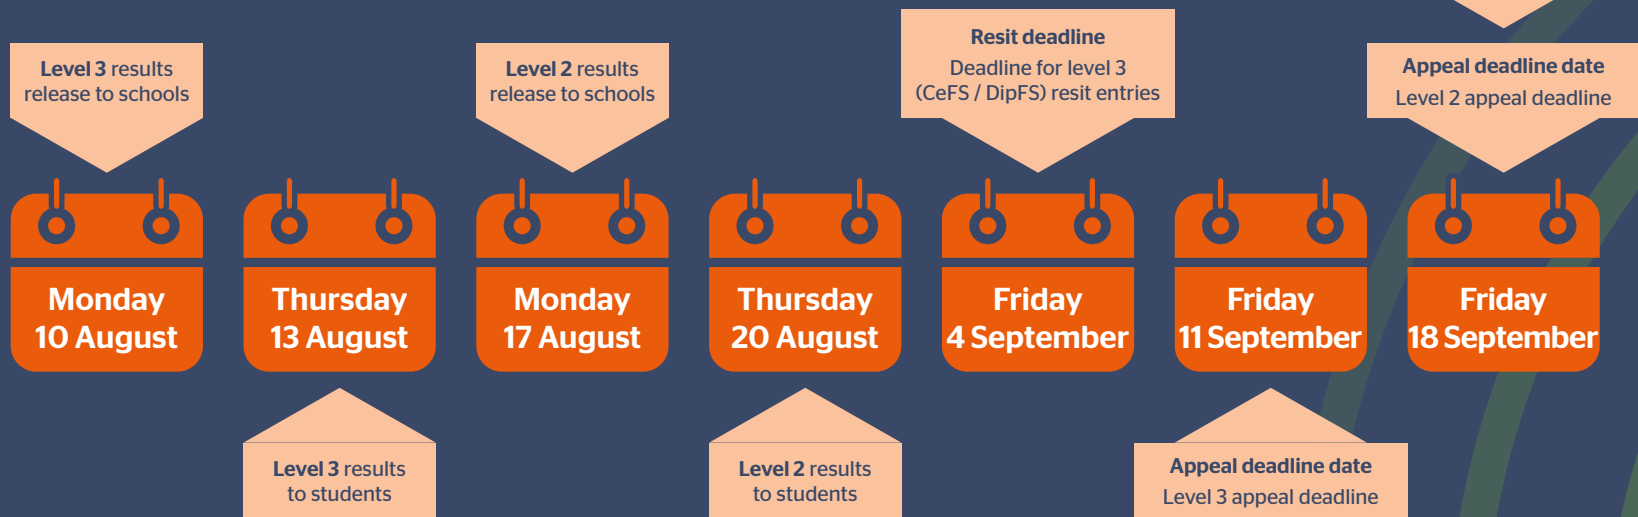 Level 3 results
release to schools
Level 2 results
release to schools
Resit deadline
Deadline for level 3
(CeFS / DipFS) resit entries
Appeal deadline date
Level 2 appeal deadline
Monday
10 August
Thursday
13 August
Monday
17 August
Thursday
20 August
Friday
4 September
Friday
11 September
Friday
18 September
Level 3 results
to students
Level 2 results
to students
Appeal deadline date
Level 3 appeal deadline